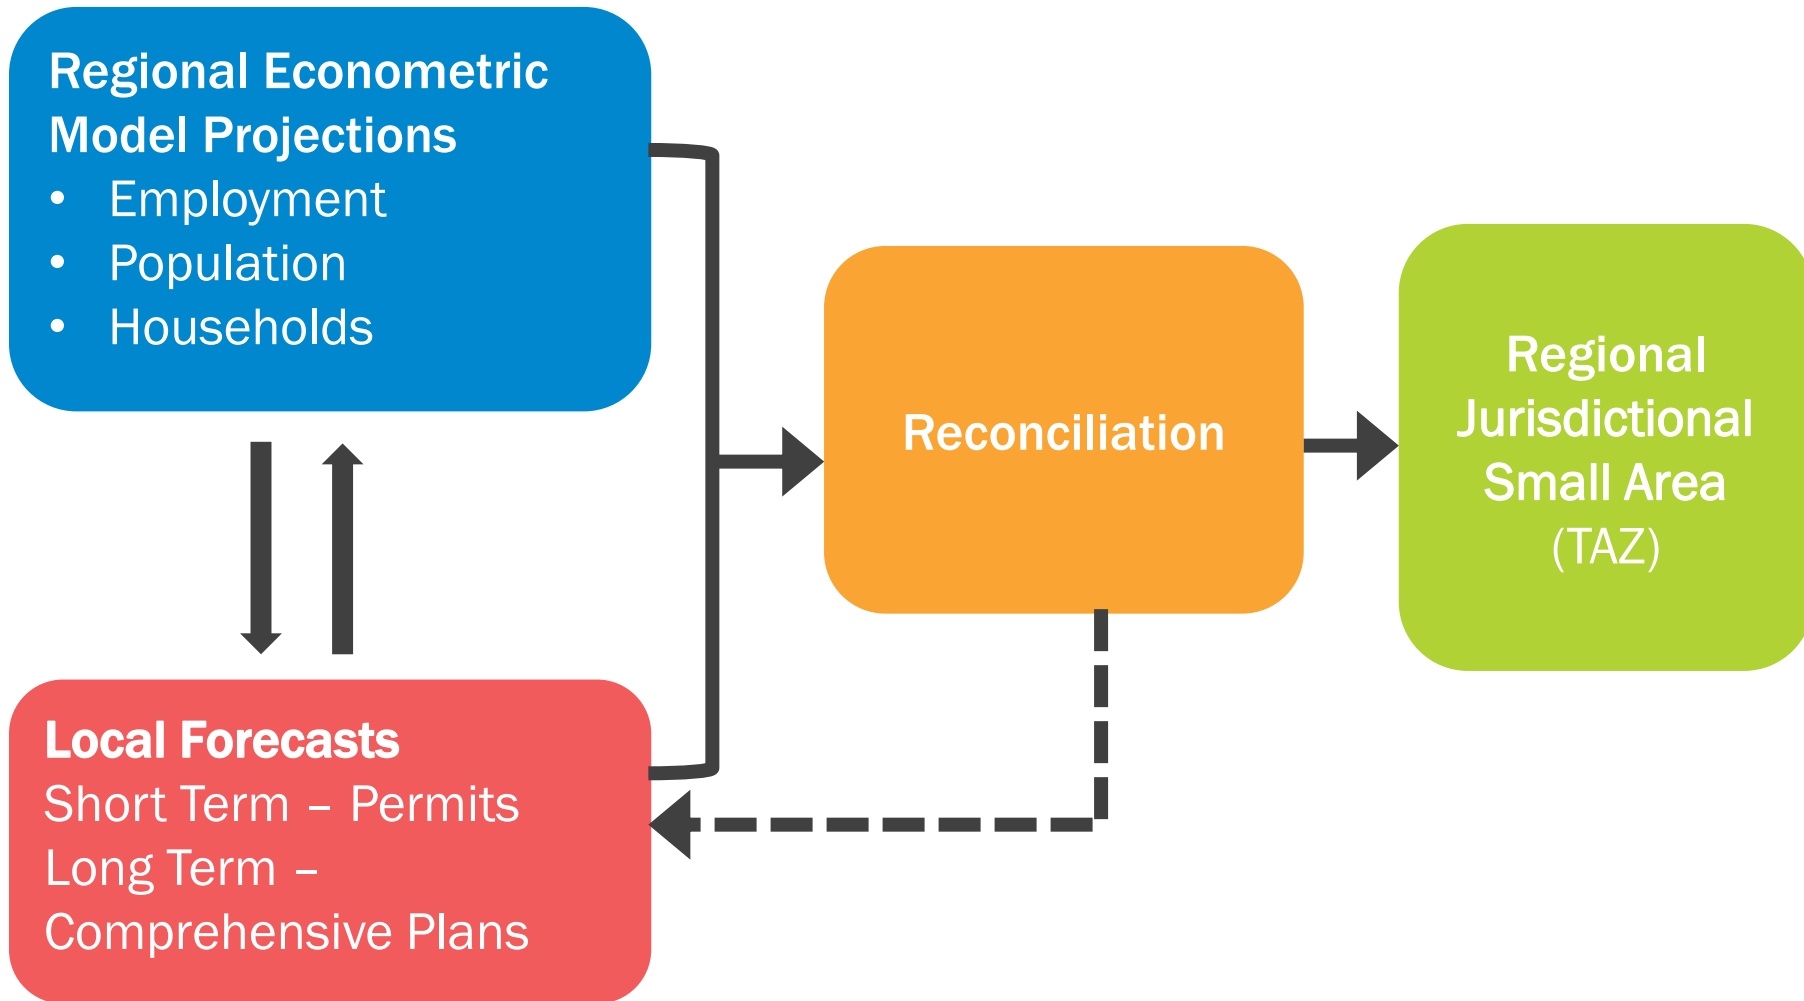 Regional Econometric
Model Projections
• Employment
• Population
• Households
Local Forecasts
Short Term – Permits
Long Term –
Comprehensive Plans
Reconciliation
Regional
Jurisdictional
Small Area
(TAZ)